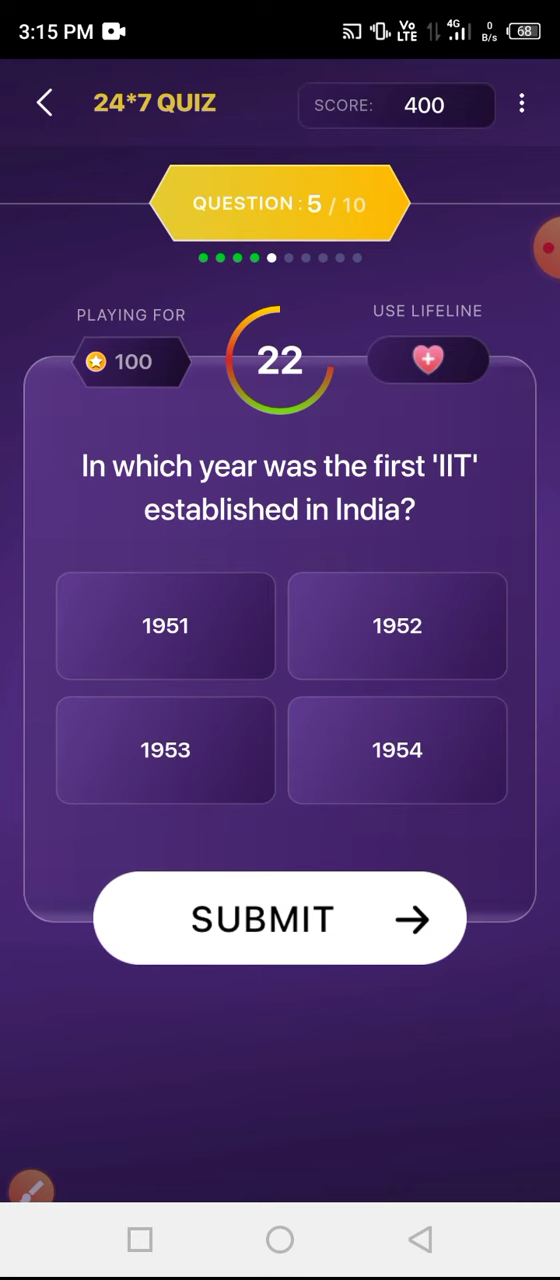 3:15 PM Vo LTE 4G 0 B/s 68
24*7 QUIZ SCORE: 400
QUESTION : 5 / 10
PLAYING FOR USE LIFELINE
100 22
In which year was the first 'IIT'
established in India?
1951 1952
1953 1954
SUBMIT